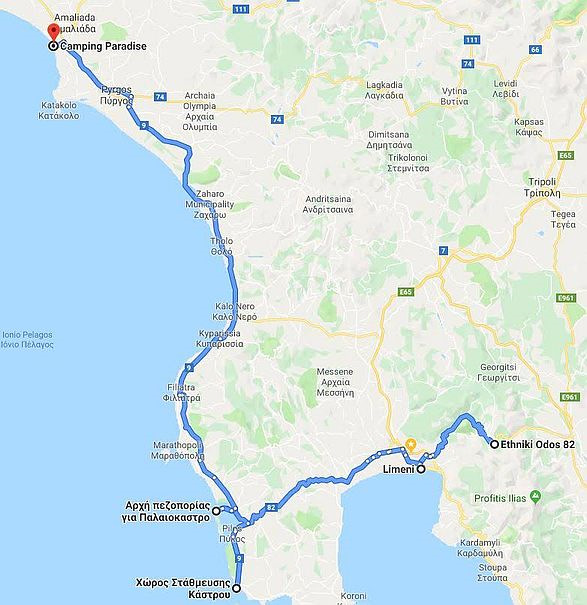 Amaliada
Αμαλιάδα
Camping Paradise
111
111
66
Katakolo
Κατάκολο
Pyrgos
Πύργος
74
Archaia
Olympia
Αρχαία
Ολυμπία
9
74
Lagkadia
Λαγκάδια
Vytina
Βυτίνα
Levidi
Λεβίδι
Kapsas
Κάψας
E65
Dimitsana
Δημητσάνα
Trikolonoi
Στεμνίτσα
Tripoli
Τρίπολη
Tegea
Τεγέα
Zaharo
Municipality
Ζαχάρω
Andritsaina
Ανδρίτσαινα
Tholo
Θολό
7
E65
E961
Kalo Nero
Καλό Νερό
Ionio Pelagos
Ιόνιο Πέλαγος
Kyparissia
Κυπαρισσία
9
Messene
Αρχαία
Μεσσήνη
Georgitsi
Γεωργίτσι
E961
Filiatra
Φιλιατρά
Marathopoli
Μαραθόπολη
Ethniki Odos 82
Limeni
Profitis Ilias
Αρχή πεζοπορίας
για Παλαιοκαστρο
82
Pilos
Πύλος
9
Kardamyli
Καρδαμύλη
Stoupa
Στούπα
Χώρος Στάθμευσης
Κάστρου
Koroni